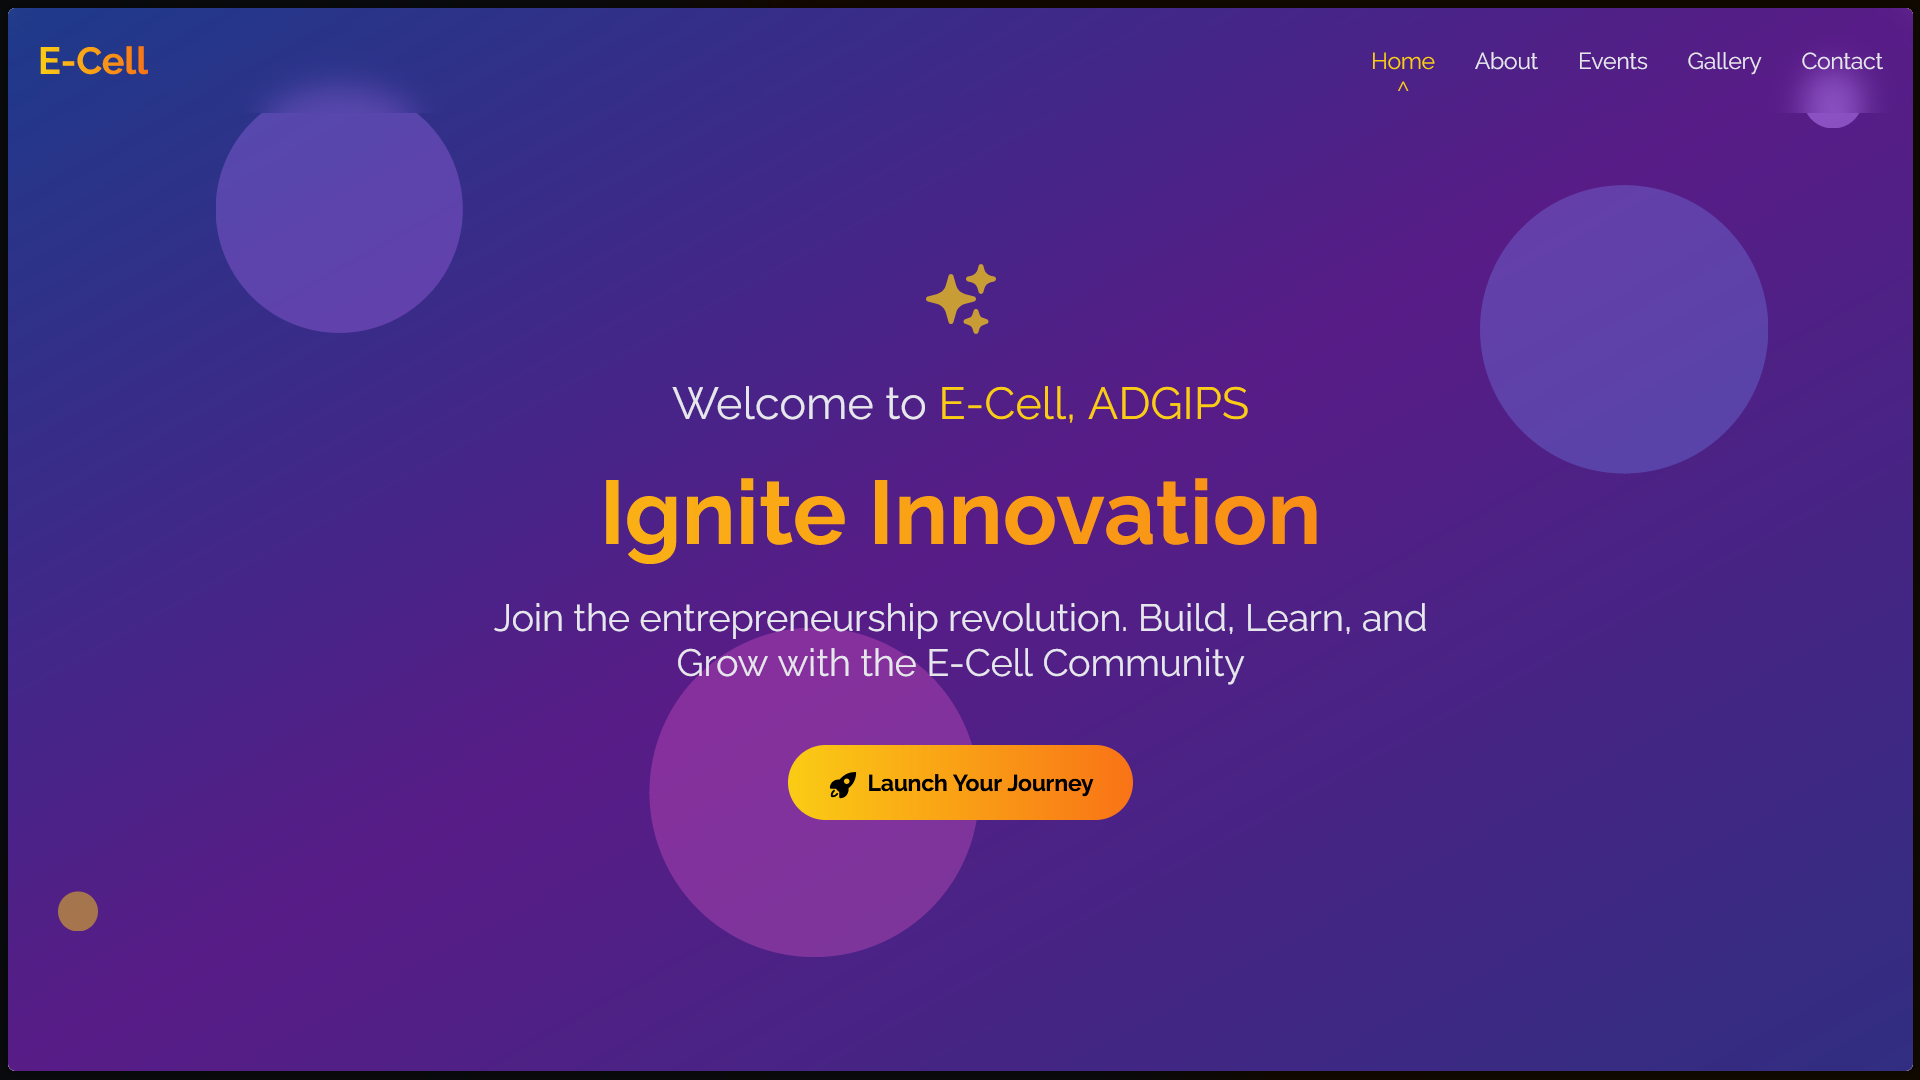 E-Cell
Home About Events Gallery Contact
^
Welcome to E-Cell, ADGIPS
Ignite Innovation
Join the entrepreneurship revolution. Build, Learn, and
Grow with the E-Cell Community
Launch Your Journey